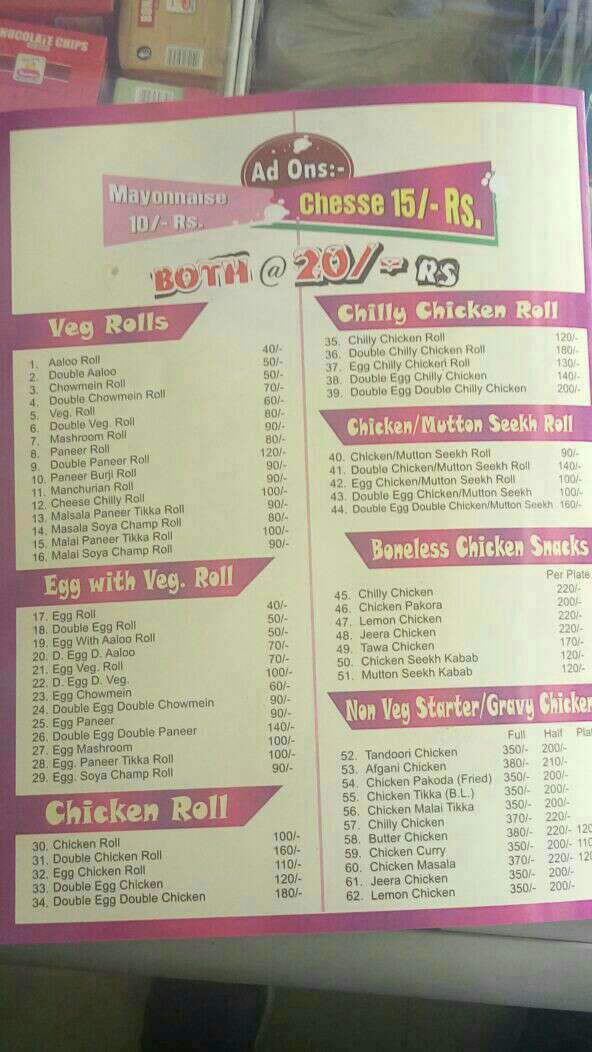 HOCOLATE CHIPS
Ad Ons:-
Mayonnaise
10/- Rs.
Chesse 15/- Rs.
BOTH @ 20/- RS
Veg Rolls
1. Aaloo Roll 40/-
2. Double Aaloo 50/-
3. Chowmein Roll 50/-
4. Double Chowmein Roll 70/-
5. Veg. Roll 60/-
6. Double Veg. Roll 80/-
7. Mashroom Roll 90/-
8. Paneer Roll 80/-
9. Double Paneer Roll 120/-
10. Paneer Burji Roll 90/-
11. Manchurian Roll 90/-
12. Cheese Chilly Roll 100/-
13. Malsala Paneer Tikka Roll 90/-
14. Masala Soya Champ Roll 80/-
15. Malai Paneer Tikka Roll 100/-
16. Malai Soya Champ Roll 90/-
Egg with Veg. Roll
17. Egg Roll 40/-
18. Double Egg Roll 50/-
19. Egg With Aaloo Roll 50/-
20. D. Egg D. Aaloo 70/-
21. Egg Veg. Roll 70/-
22. D. Egg D. Veg. 100/-
23. Egg Chowmein 60/-
24. Double Egg Double Chowmein 90/-
25. Egg Paneer 90/-
26. Double Egg Double Paneer 140/-
27. Egg Mashroom 100/-
28. Egg. Paneer Tikka Roll 100/-
29. Egg. Soya Champ Roll 90/-
Chicken Roll
30. Chicken Roll 100/-
31. Double Chicken Roll 160/-
32. Egg Chicken Roll 110/-
33. Double Egg Chicken 120/-
34. Double Egg Double Chicken 180/-
Chilly Chicken Roll
35. Chilly Chicken Roll 120/-
36. Double Chilly Chicken Roll 180/-
37. Egg Chilly Chicken Roll 130/-
38. Double Egg Chilly Chicken 140/-
39. Double Egg Double Chilly Chicken 200/-
Chicken/Mutton Seekh Roll
40. Chicken/Mutton Seekh Roll 90/-
41. Double Chicken/Mutton Seekh Roll 140/-
42. Egg Chicken/Mutton Seekh Roll 100/-
43. Double Egg Chicken/Mutton Seekh 100/-
44. Double Egg Double Chicken/Mutton Seekh 160/-
Boneless Chicken Snacks
Per Plate
45. Chilly Chicken 220/-
46. Chicken Pakora 200/-
47. Lemon Chicken 220/-
48. Jeera Chicken 220/-
49. Tawa Chicken 170/-
50. Chicken Seekh Kabab 120/-
51. Mutton Seekh Kabab 120/-
Non Veg Starter/Gravy Chicken
Full Half Plat
52. Tandoori Chicken 350/- 200/-
53. Afgani Chicken 380/- 210/-
54. Chicken Pakoda (Fried) 350/- 200/-
55. Chicken Tikka (B.L.) 350/- 200/-
56. Chicken Malai Tikka 350/- 200/-
57. Chilly Chicken 370/- 220/-
58. Butter Chicken 380/- 220/- 120
59. Chicken Curry 350/- 200/- 110
60. Chicken Masala 370/- 220/- 120
61. Jeera Chicken 350/- 200/-
62. Lemon Chicken 350/- 200/-